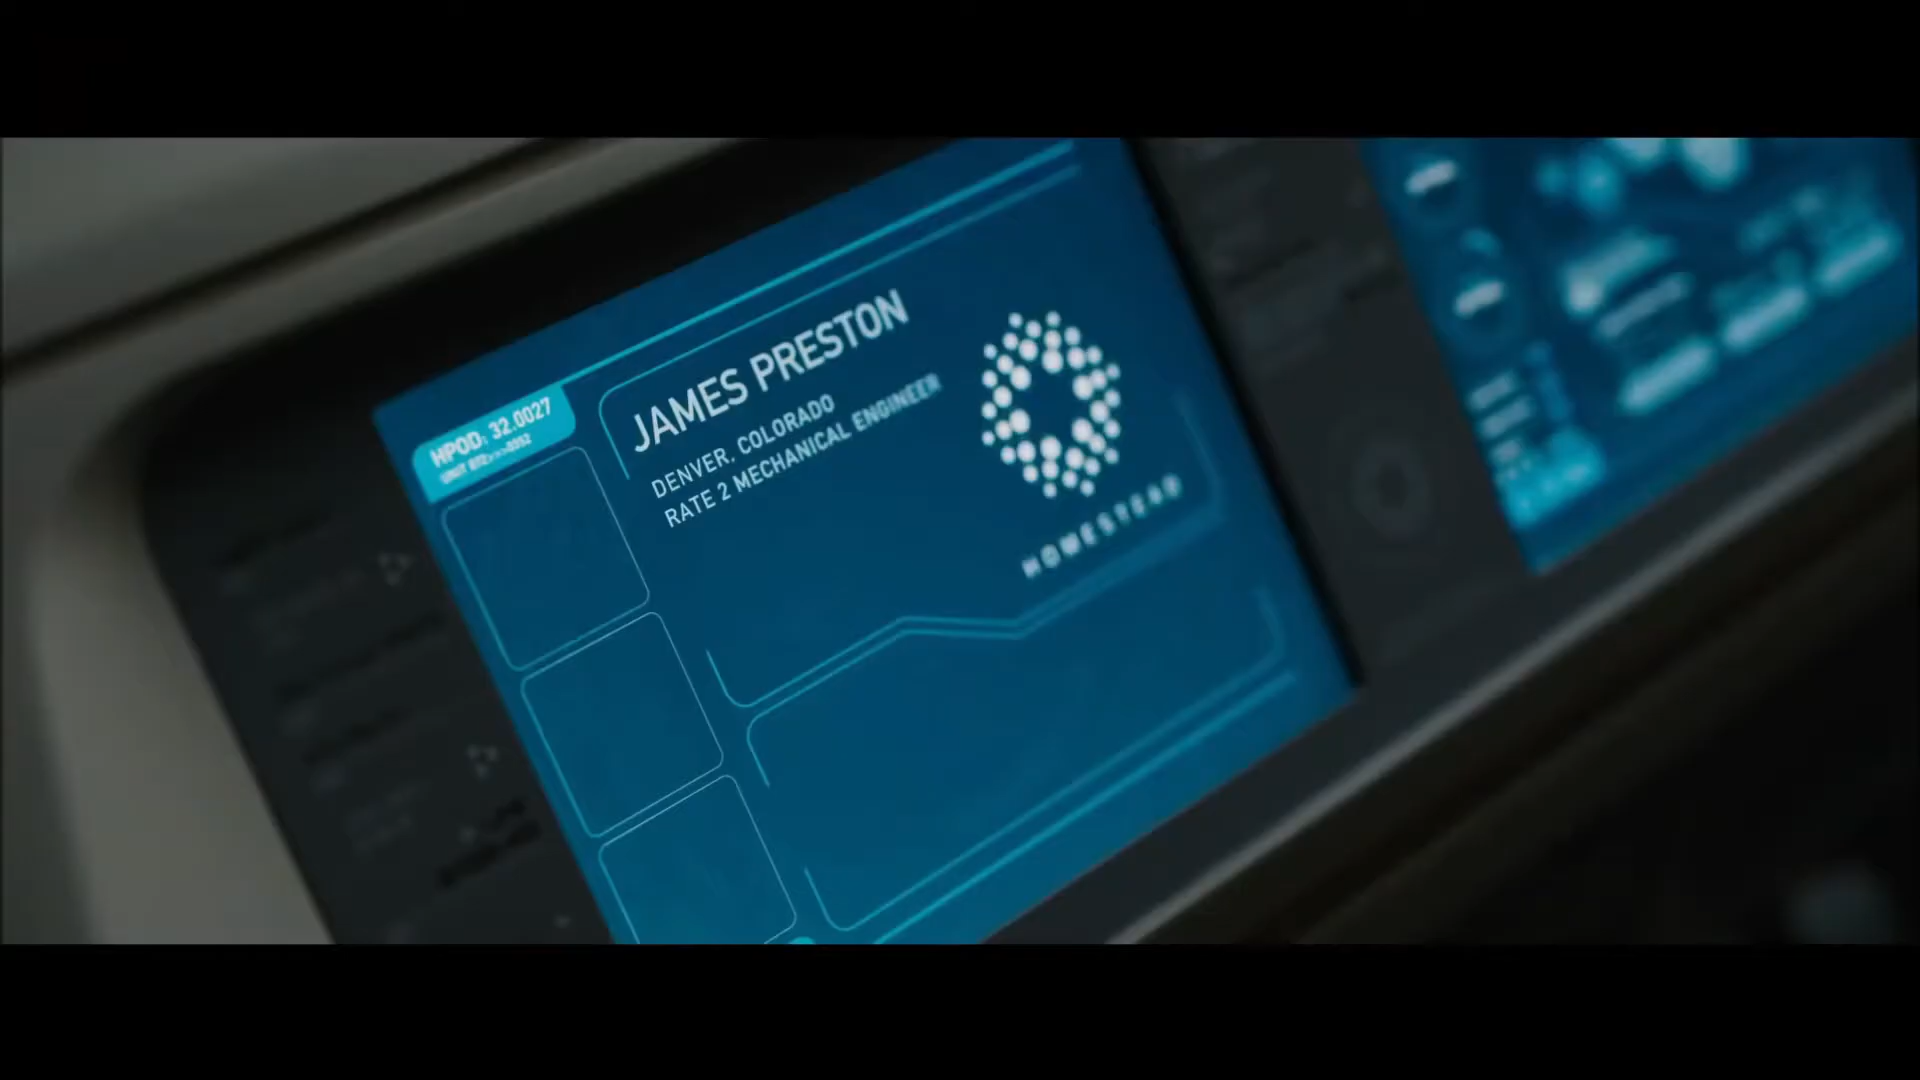 HPOD: 32.0027
JAMES PRESTON
DENVER, COLORADO
RATE 2 MECHANICAL ENGINEER
HOMESTEAD